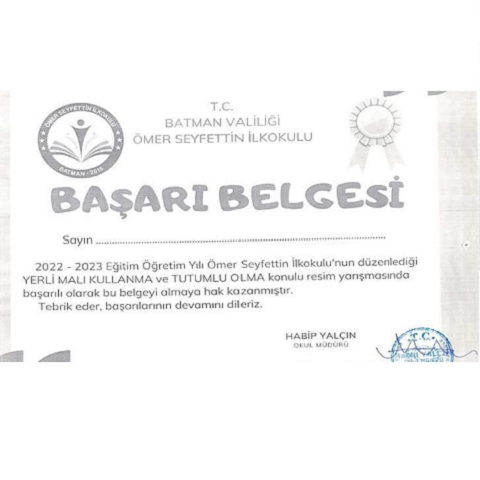 ÖMER SEYFETTİN İLKOKULU
BATMAN - 2018
T.C.
BATMAN VALİLİĞİ
ÖMER SEYFETTİN İLKOKULU
BAŞARI BELGESİ
Sayın
2022 - 2023 Eğitim Öğretim Yılı Ömer Seyfettin İlkokulu'nun düzenlediği
YERLİ MALI KULLANMA ve TUTUMLU OLMA konulu resim yarışmasında
başarılı olarak bu belgeyi almaya hak kazanmıştır.
Tebrik eder, başarılarının devamını dileriz.
HABİP YALÇIN
OKUL MÜDÜRÜ
T.C.